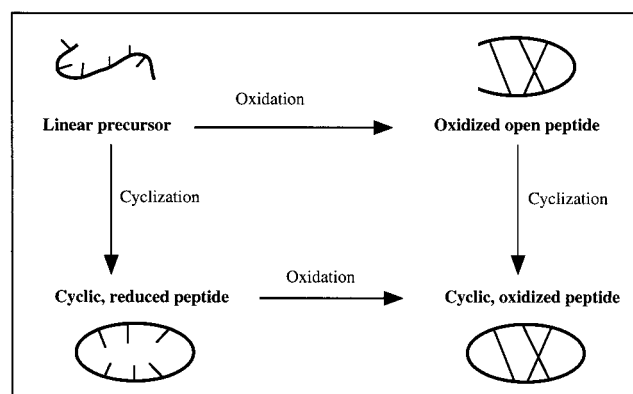 Oxidation
Linear precursor
Oxidized open peptide
Cyclization
Cyclization
Oxidation
Cyclic, reduced peptide
Cyclic, oxidized peptide